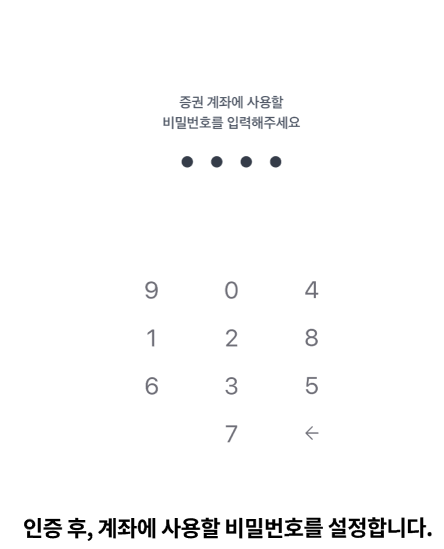 증권 계좌에 사용할
비밀번호를 입력해주세요
9 0 4
1 2 8
6 3 5
7 ←
인증 후, 계좌에 사용할 비밀번호를 설정합니다.